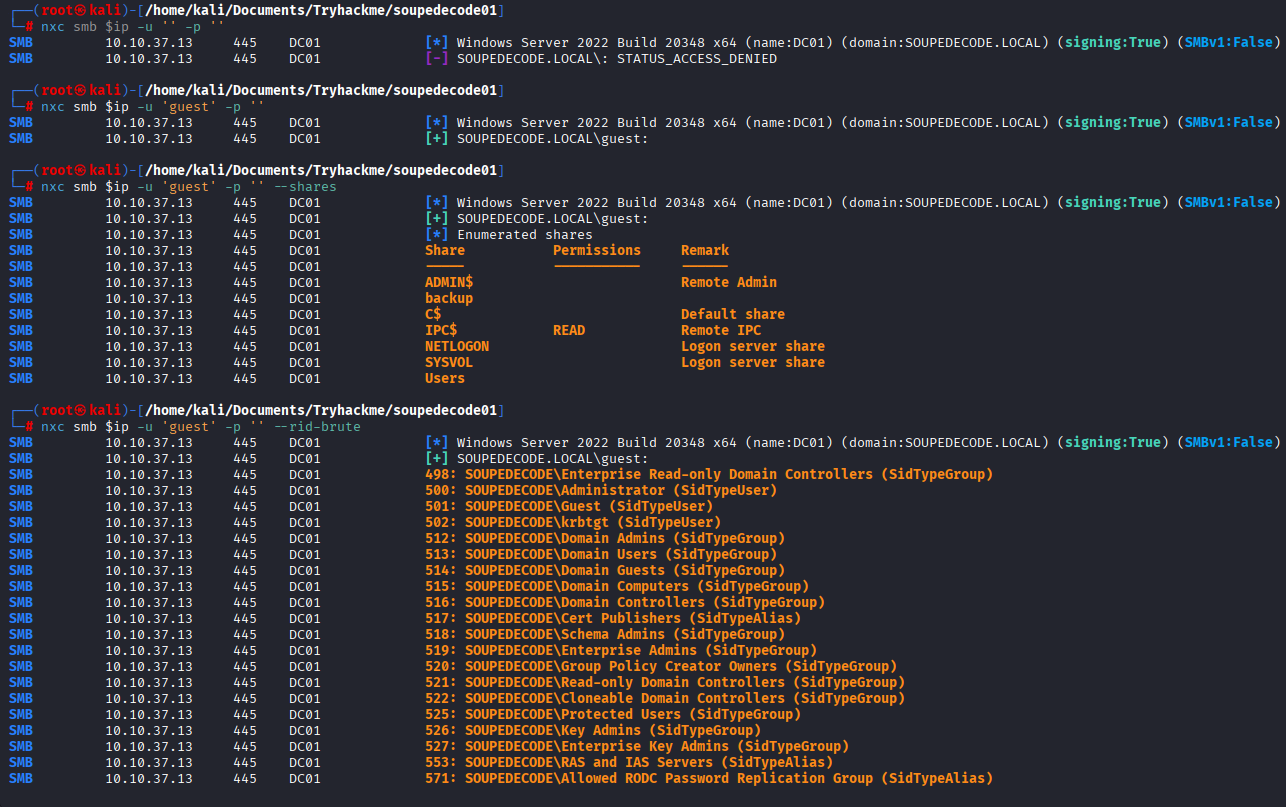 ┌──(root㉿kali)-[/home/kali/Documents/Tryhackme/soupedecode01]
└─# nxc smb $ip -u '' -p ''
SMB 10.10.37.13 445 DC01 [*] Windows Server 2022 Build 20348 x64 (name:DC01) (domain:SOUPEDECODE.LOCAL) (signing:True) (SMBv1:False)
SMB 10.10.37.13 445 DC01 [-] SOUPEDECODE.LOCAL\: STATUS_ACCESS_DENIED
┌──(root㉿kali)-[/home/kali/Documents/Tryhackme/soupedecode01]
└─# nxc smb $ip -u 'guest' -p ''
SMB 10.10.37.13 445 DC01 [*] Windows Server 2022 Build 20348 x64 (name:DC01) (domain:SOUPEDECODE.LOCAL) (signing:True) (SMBv1:False)
SMB 10.10.37.13 445 DC01 [+] SOUPEDECODE.LOCAL\guest:
┌──(root㉿kali)-[/home/kali/Documents/Tryhackme/soupedecode01]
└─# nxc smb $ip -u 'guest' -p '' --shares
SMB 10.10.37.13 445 DC01 [*] Windows Server 2022 Build 20348 x64 (name:DC01) (domain:SOUPEDECODE.LOCAL) (signing:True) (SMBv1:False)
SMB 10.10.37.13 445 DC01 [+] SOUPEDECODE.LOCAL\guest:
SMB 10.10.37.13 445 DC01 [*] Enumerated shares
SMB 10.10.37.13 445 DC01 Share Permissions Remark
SMB 10.10.37.13 445 DC01 ----- ----------- ------
SMB 10.10.37.13 445 DC01 ADMIN$ Remote Admin
SMB 10.10.37.13 445 DC01 backup
SMB 10.10.37.13 445 DC01 C$ Default share
SMB 10.10.37.13 445 DC01 IPC$ READ Remote IPC
SMB 10.10.37.13 445 DC01 NETLOGON Logon server share
SMB 10.10.37.13 445 DC01 SYSVOL Logon server share
SMB 10.10.37.13 445 DC01 Users
┌──(root㉿kali)-[/home/kali/Documents/Tryhackme/soupedecode01]
└─# nxc smb $ip -u 'guest' -p '' --rid-brute
SMB 10.10.37.13 445 DC01 [*] Windows Server 2022 Build 20348 x64 (name:DC01) (domain:SOUPEDECODE.LOCAL) (signing:True) (SMBv1:False)
SMB 10.10.37.13 445 DC01 [+] SOUPEDECODE.LOCAL\guest:
SMB 10.10.37.13 445 DC01 498: SOUPEDECODE\Enterprise Read-only Domain Controllers (SidTypeGroup)
SMB 10.10.37.13 445 DC01 500: SOUPEDECODE\Administrator (SidTypeUser)
SMB 10.10.37.13 445 DC01 501: SOUPEDECODE\Guest (SidTypeUser)
SMB 10.10.37.13 445 DC01 502: SOUPEDECODE\krbtgt (SidTypeUser)
SMB 10.10.37.13 445 DC01 512: SOUPEDECODE\Domain Admins (SidTypeGroup)
SMB 10.10.37.13 445 DC01 513: SOUPEDECODE\Domain Users (SidTypeGroup)
SMB 10.10.37.13 445 DC01 514: SOUPEDECODE\Domain Guests (SidTypeGroup)
SMB 10.10.37.13 445 DC01 515: SOUPEDECODE\Domain Computers (SidTypeGroup)
SMB 10.10.37.13 445 DC01 516: SOUPEDECODE\Domain Controllers (SidTypeGroup)
SMB 10.10.37.13 445 DC01 517: SOUPEDECODE\Cert Publishers (SidTypeAlias)
SMB 10.10.37.13 445 DC01 518: SOUPEDECODE\Schema Admins (SidTypeGroup)
SMB 10.10.37.13 445 DC01 519: SOUPEDECODE\Enterprise Admins (SidTypeGroup)
SMB 10.10.37.13 445 DC01 520: SOUPEDECODE\Group Policy Creator Owners (SidTypeGroup)
SMB 10.10.37.13 445 DC01 521: SOUPEDECODE\Read-only Domain Controllers (SidTypeGroup)
SMB 10.10.37.13 445 DC01 522: SOUPEDECODE\Cloneable Domain Controllers (SidTypeGroup)
SMB 10.10.37.13 445 DC01 525: SOUPEDECODE\Protected Users (SidTypeGroup)
SMB 10.10.37.13 445 DC01 526: SOUPEDECODE\Key Admins (SidTypeGroup)
SMB 10.10.37.13 445 DC01 527: SOUPEDECODE\Enterprise Key Admins (SidTypeGroup)
SMB 10.10.37.13 445 DC01 553: SOUPEDECODE\RAS and IAS Servers (SidTypeAlias)
SMB 10.10.37.13 445 DC01 571: SOUPEDECODE\Allowed RODC Password Replication Group (SidTypeAlias)